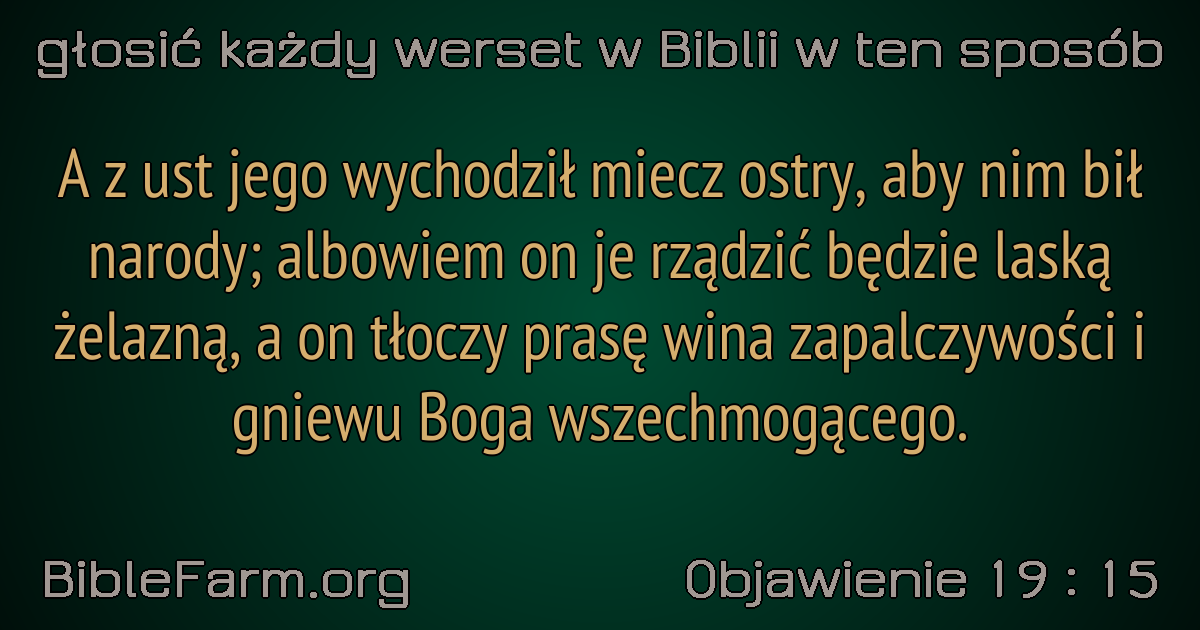 głosić każdy werset w Biblii w ten sposób
A z ust jego wychodził miecz ostry, aby nim bił
narody; albowiem on je rządzić będzie laską
żelazną, a on tłoczy prasę wina zapalczywości i
gniewu Boga wszechmogącego.
BibleFarm.org
Objawienie 19 : 15